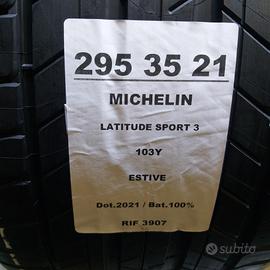 295 35 21
MICHELIN
LATITUDE SPORT 3
103Y
ESTIVE
Dot.2021 / Bat.100%
RIF 3907
subito